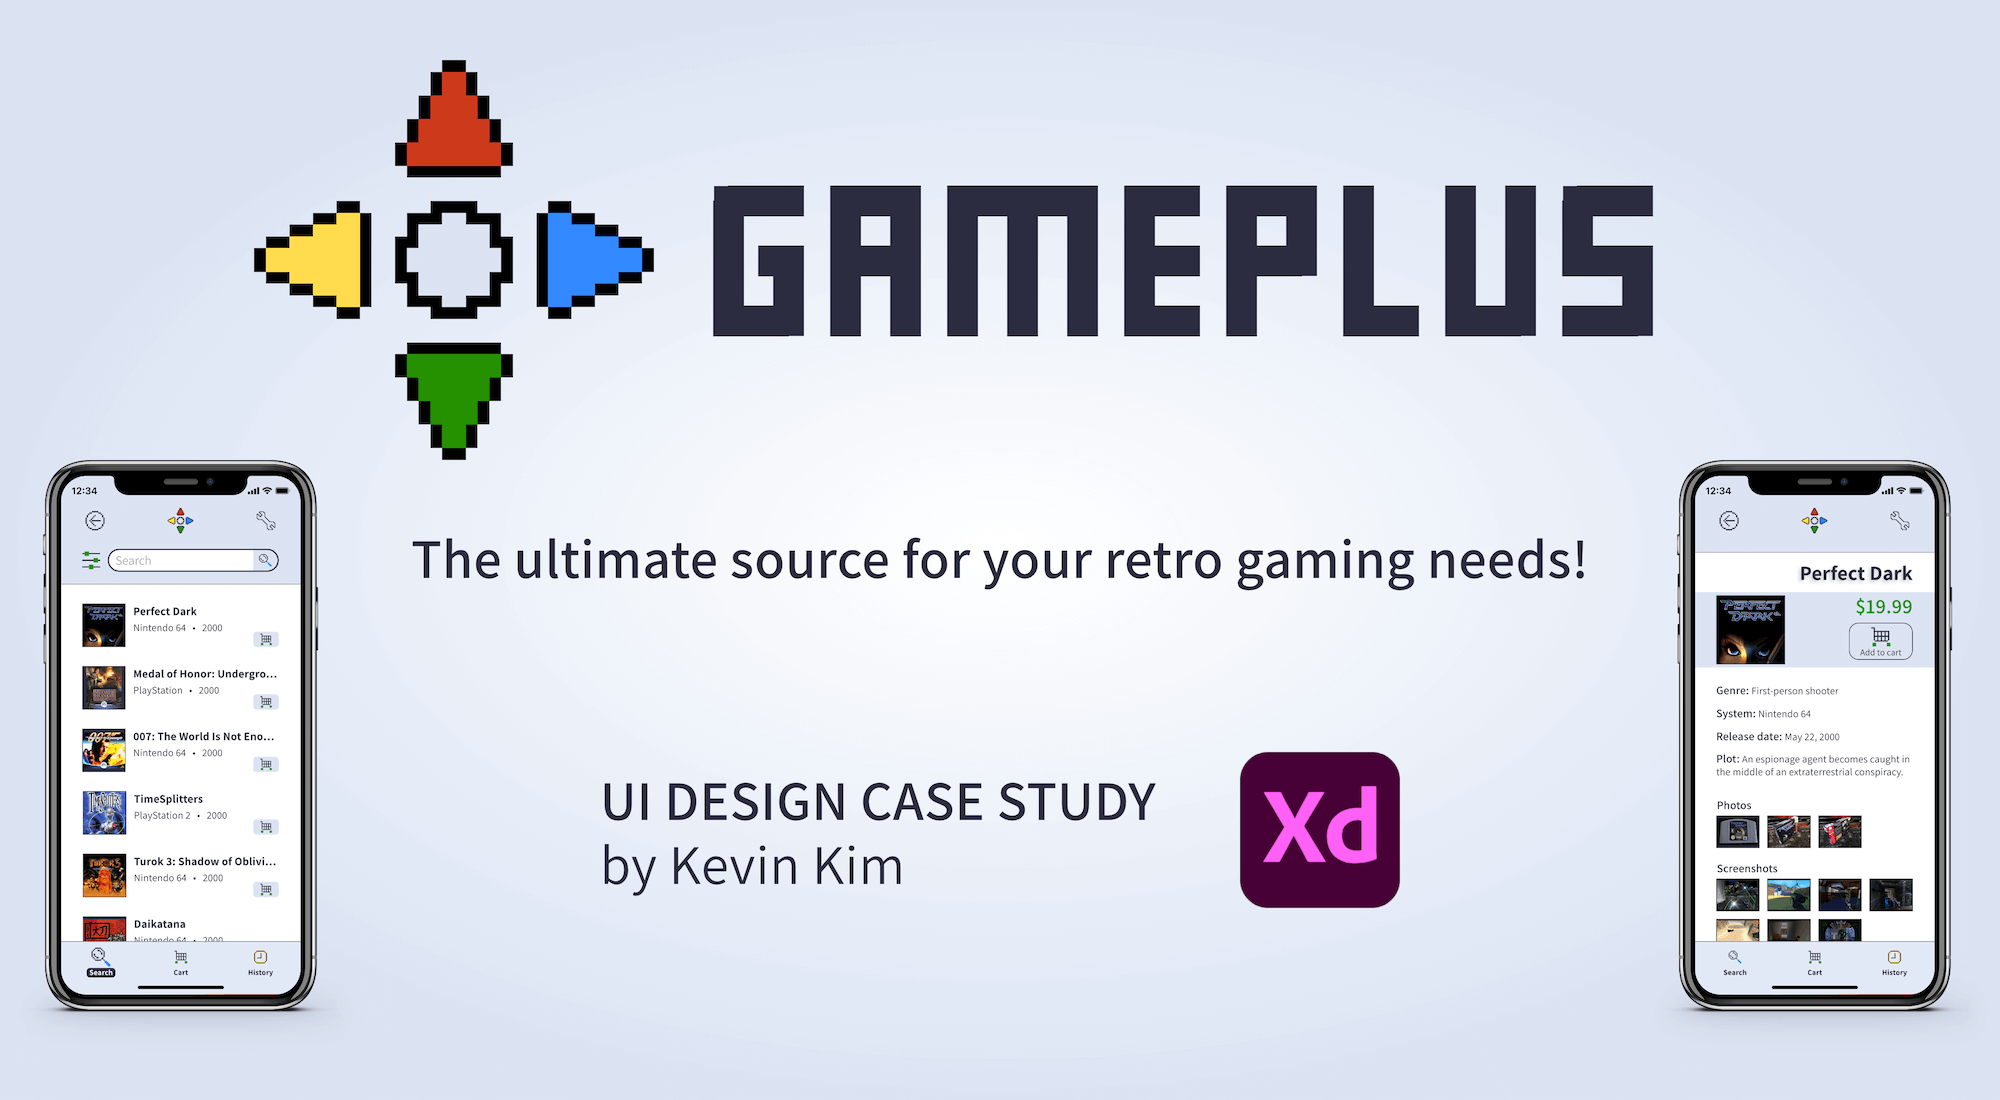 GAMEPLUS
The ultimate source for your retro gaming needs!
UI DESIGN CASE STUDY
by Kevin Kim
Xd
12:34
Search
Perfect Dark
Nintendo 64 • 2000
Medal of Honor: Undergro...
PlayStation • 2000
007: The World Is Not Eno...
Nintendo 64 • 2000
TimeSplitters
PlayStation 2 • 2000
Turok 3: Shadow of Oblivi...
Nintendo 64 • 2000
Daikatana
Nintendo 64 • 2000
Search
Cart
History
12:34
Perfect Dark
PERFECT
DARK
$19.99
Add to cart
Genre: First-person shooter
System: Nintendo 64
Release date: May 22, 2000
Plot: An espionage agent becomes caught in
the middle of an extraterrestrial conspiracy.
Photos
Screenshots
Search
Cart
History